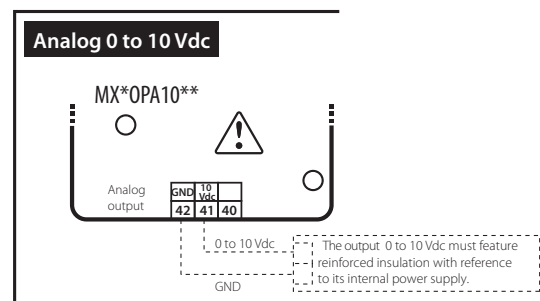 Analog 0 to 10 Vdc
MX*OPA10**
Analog
output
GND 10 Vdc
42 41 40
0 to 10 Vdc
GND
The output 0 to 10 Vdc must feature
reinforced insulation with reference
to its internal power supply.